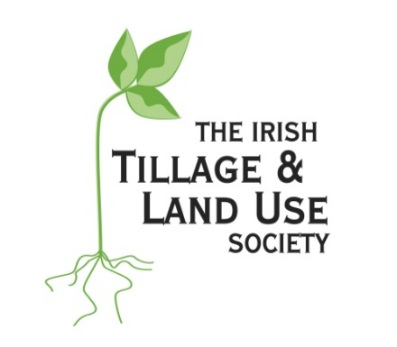 THE IRISH
TILLAGE &
LAND USE
SOCIETY